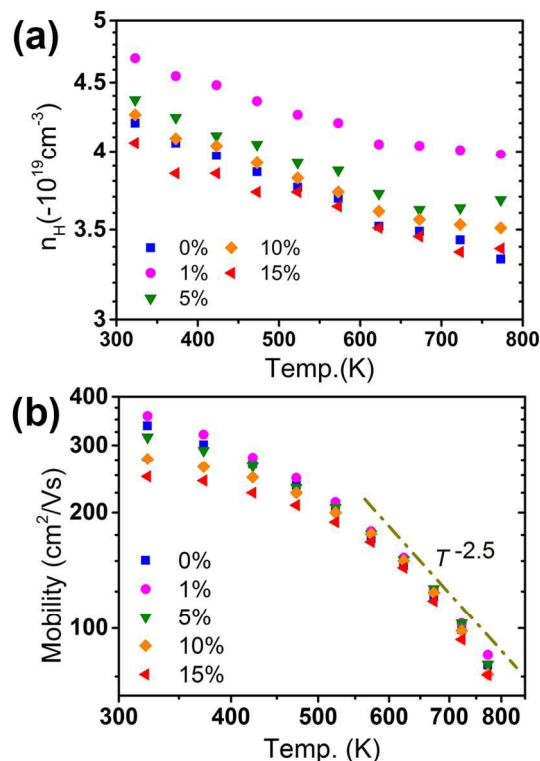 (a)
5
4.5
4
3.5
3
n_H(-10^19cm^-3)
0% 10%
1% 15%
5%
300 400 500 600 700 800
Temp.(K)
(b)
400
300
200
100
Mobility (cm^2/Vs)
T^-2.5
0%
1%
5%
10%
15%
300 400 500 600 700 800
Temp. (K)